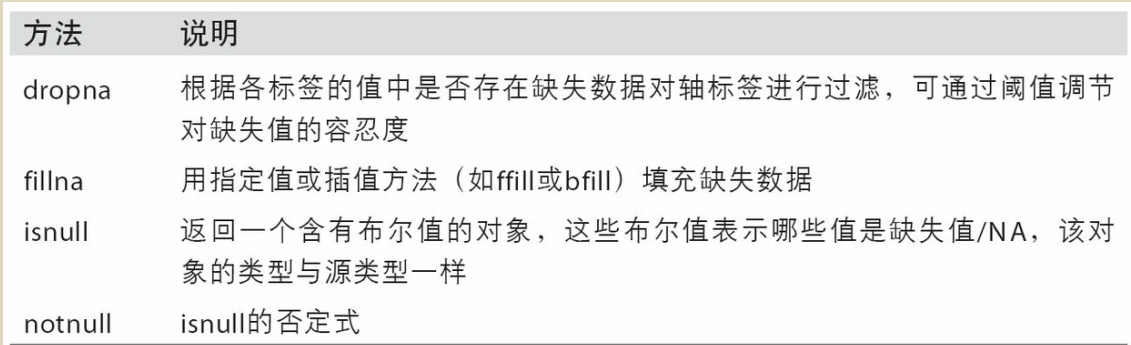 方法 说明
dropna 根据各标签的值中是否存在缺失数据对轴标签进行过滤，可通过阈值调节
对缺失值的容忍度
fillna 用指定值或插值方法（如ffill或bfill）填充缺失数据
isnull 返回一个含有布尔值的对象，这些布尔值表示哪些值是缺失值/NA，该对
象的类型与源类型一样
notnull isnull的否定式